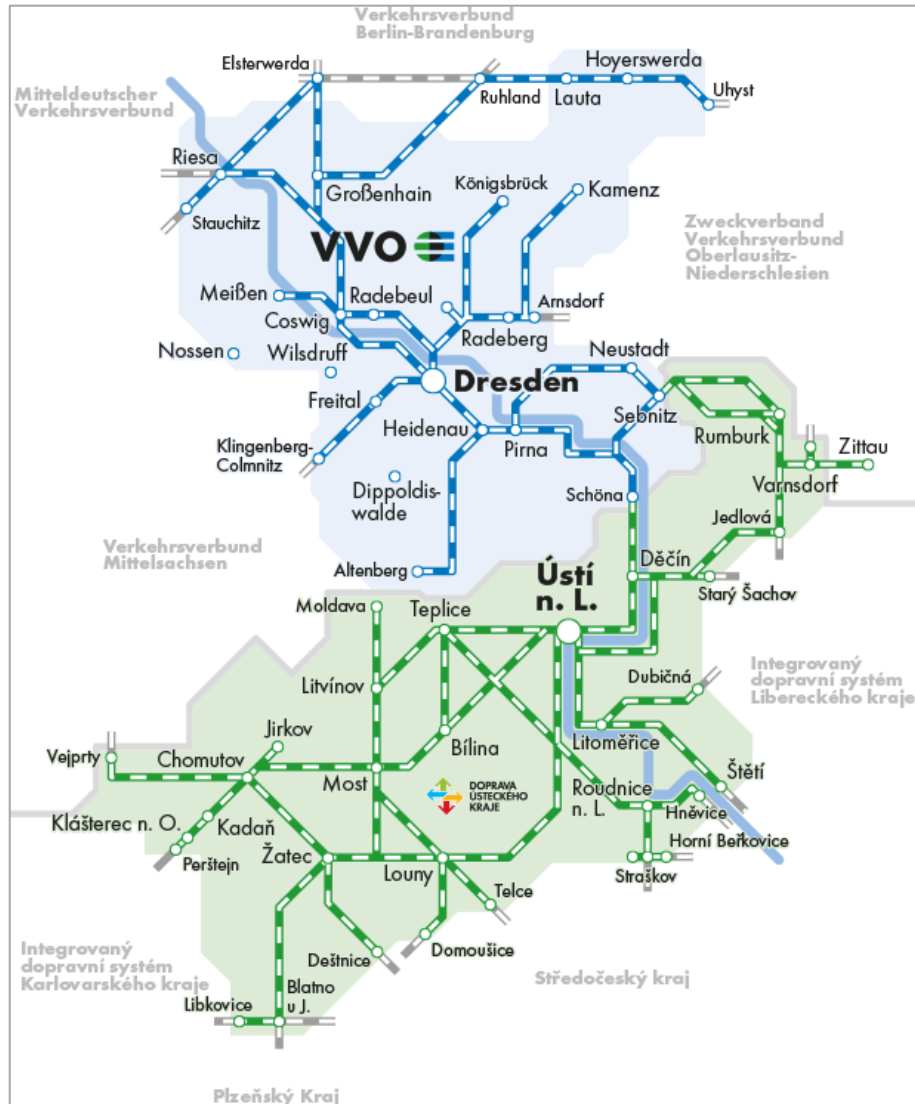 Verkehrsverbund
Berlin-Brandenburg
Elsterwerda
Hoyerswerda
Mitteldeutscher
Verkehrsverbund
Ruhland
Lauta
Uhyst
Riesa
Großenhain
Königsbrück
Kamenz
Stauchitz
Zweckverband
Verkehrsverbund
Oberlausitz-
Niederschlesien
VVO
Meißen
Radebeul
Arnsdorf
Coswig
Radeberg
Nossen
Wilsdruff
Neustadt
Dresden
Freital
Sebnitz
Heidenau
Pirna
Rumburk
Klingenberg-
Colmnitz
Zittau
Varnsdorf
Dippoldis-
walde
Schöna
Jedlová
Verkehrsverbund
Mittelsachsen
Altenberg
Děčín
Ústí
n. L.
Starý Šachov
Moldava
Teplice
Dubičná
Integrovaný
dopravní systém
Libereckého kraje
Litvínov
Jirkov
Litoměřice
Vejprty
Chomutov
Bílina
Most
DOPRAVA
ÚSTECKÉHO
KRAJE
Roudnice
n. L.
Štětí
Hněvice
Klášterec n. O.
Kadaň
Horní Beřkovice
Perštejn
Žatec
Louny
Straškov
Telce
Integrovaný
dopravní systém
Karlovarského kraje
Deštnice
Domoušice
Středočeský kraj
Libkovice
Blatno
u J.
Plzeňský Kraj